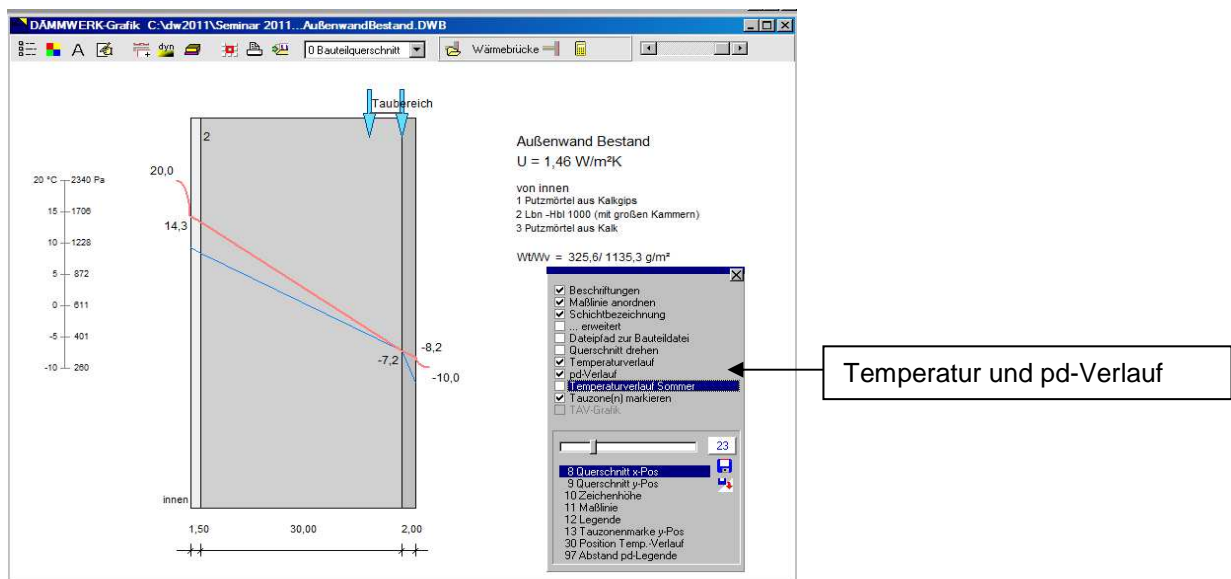 DÄMMWERK-Grafik C:\dw2011\Seminar 2011...AußenwandBestand.DWB
A dyn 0 Bauteilquerschnitt Wärmebrücke
Taubereich
2
20,0
14,3
-7,2
-8,2
-10,0
20 °C 2340 Pa
15 1706
10 1228
5 872
0 611
-5 401
-10 260
innen
1,50 30,00 2,00
Außenwand Bestand
U = 1,46 W/m²K
von innen
1 Putzmörtel aus Kalkgips
2 Lbn -Hbl 1000 (mit großen Kammern)
3 Putzmörtel aus Kalk
Wt/Wv = 325,6/ 1135,3 g/m²
Beschriftungen
Maßlinie anordnen
Schichtbezeichnung
... erweitert
Dateipfad zur Bauteildatei
Querschnitt drehen
Temperaturverlauf
pd-Verlauf
Temperaturverlauf Sommer
Tauzone(n) markieren
TAV-Grafik
23
8 Querschnitt x-Pos
9 Querschnitt y-Pos
10 Zeichenhöhe
11 Maßlinie
12 Legende
13 Tauzonenmarke y-Pos
30 Position Temp.-Verlauf
97 Abstand pd-Legende
Temperatur und pd-Verlauf